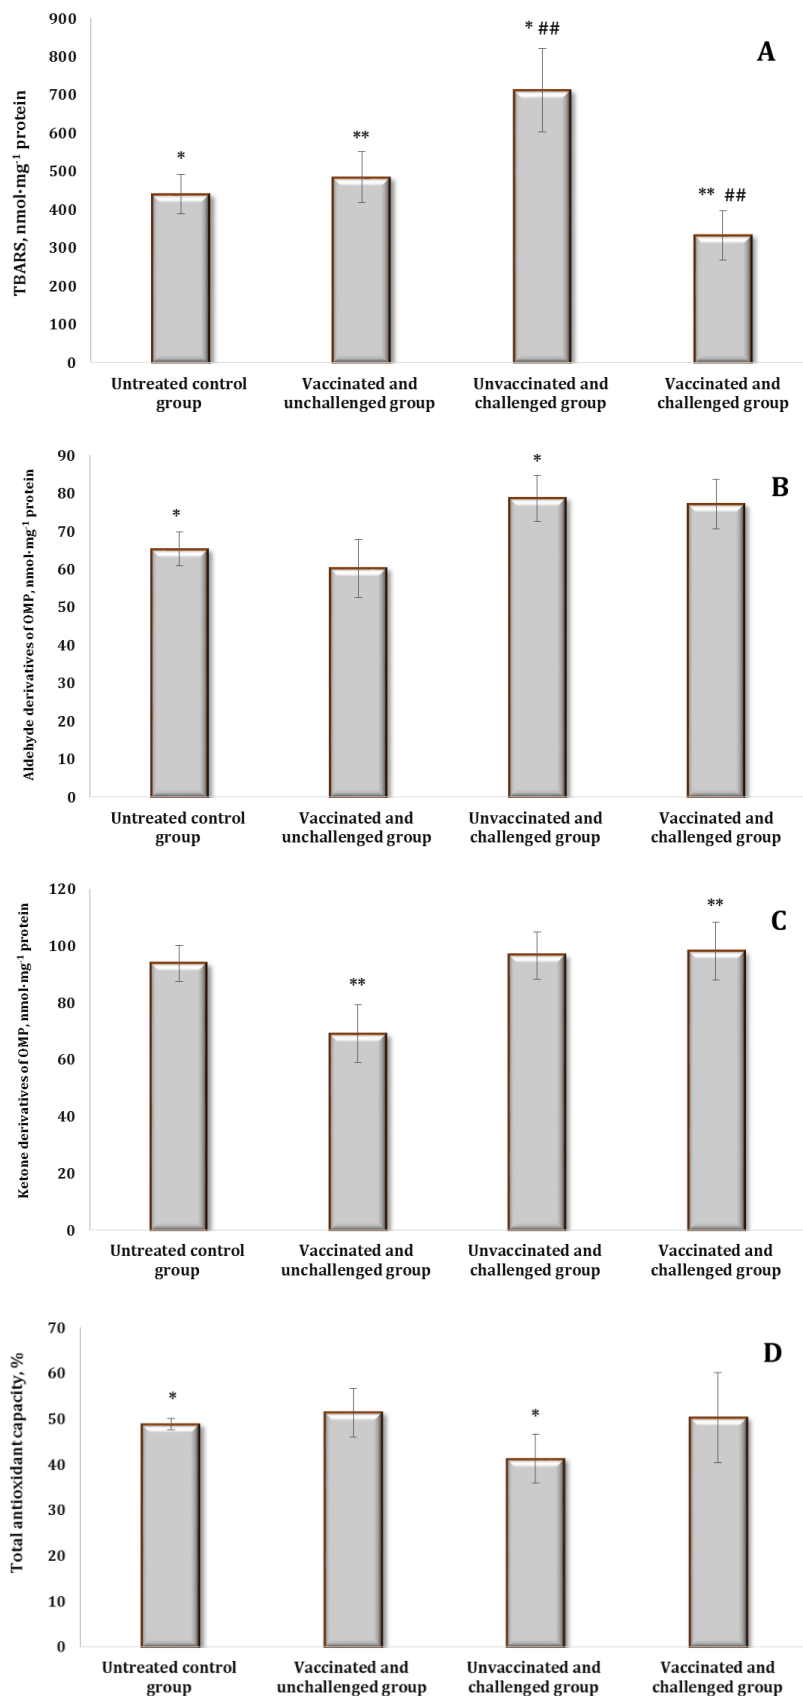 900
800
700
600
500
400
300
200
100
0
TBARS, nmol·mg⁻¹ protein
* ##
A
*
**
** ##
Untreated control
group
Vaccinated and
unchallenged group
Unvaccinated and
challenged group
Vaccinated and
challenged group
90
80
70
60
50
40
30
20
10
0
Aldehyde derivatives of OMP, nmol·mg⁻¹ protein
*
*
B
Untreated control
group
Vaccinated and
unchallenged group
Unvaccinated and
challenged group
Vaccinated and
challenged group
120
100
80
60
40
20
0
Ketone derivatives of OMP, nmol·mg⁻¹ protein
**
**
C
Untreated control
group
Vaccinated and
unchallenged group
Unvaccinated and
challenged group
Vaccinated and
challenged group
70
60
50
40
30
20
10
0
Total antioxidant capacity, %
*
*
D
Untreated control
group
Vaccinated and
unchallenged group
Unvaccinated and
challenged group
Vaccinated and
challenged group